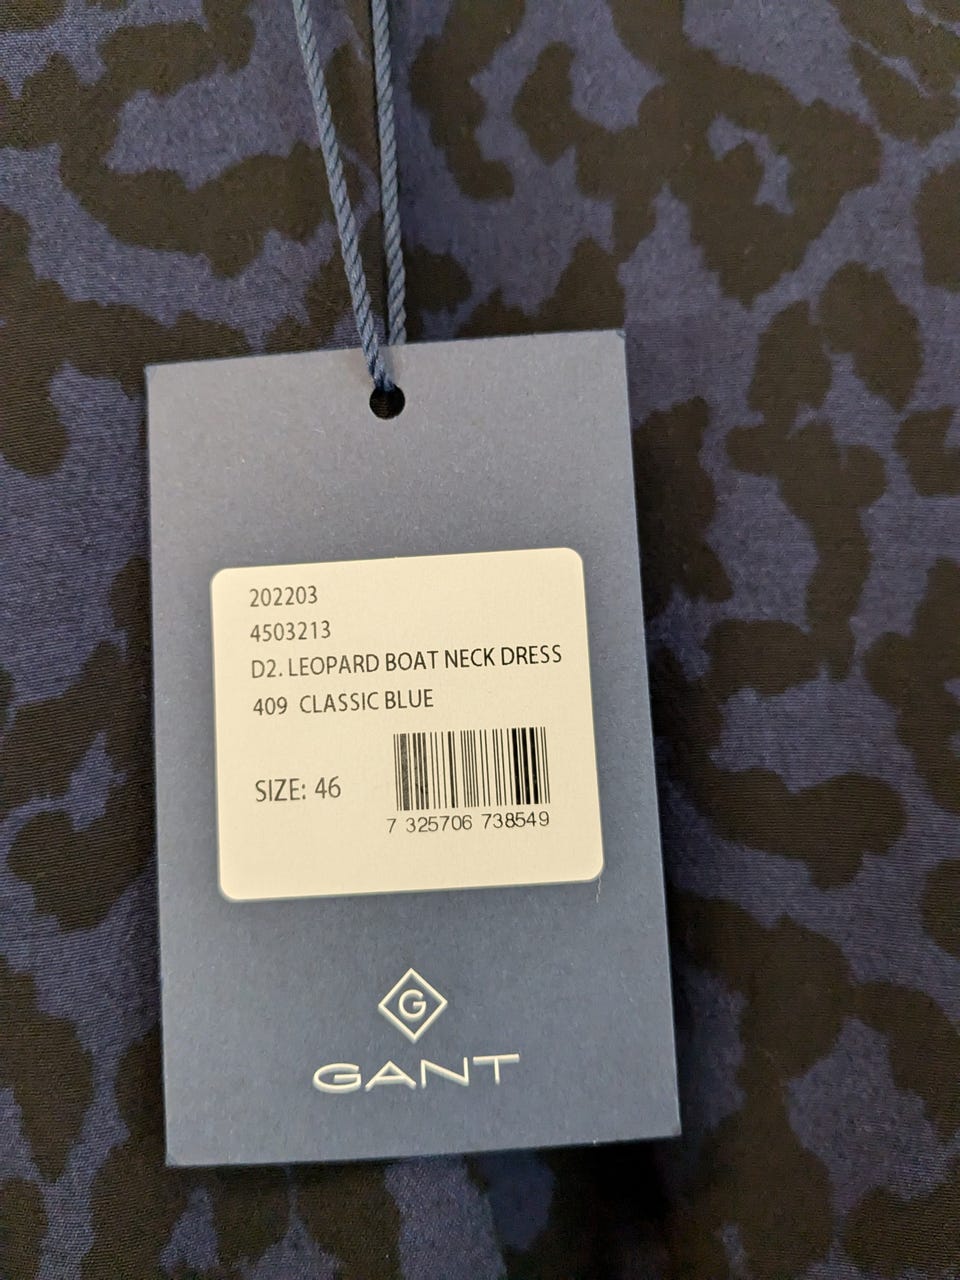 202203
4503213
D2. LEOPARD BOAT NECK DRESS
409 CLASSIC BLUE
SIZE: 46
7 325706 738549
G
GANT